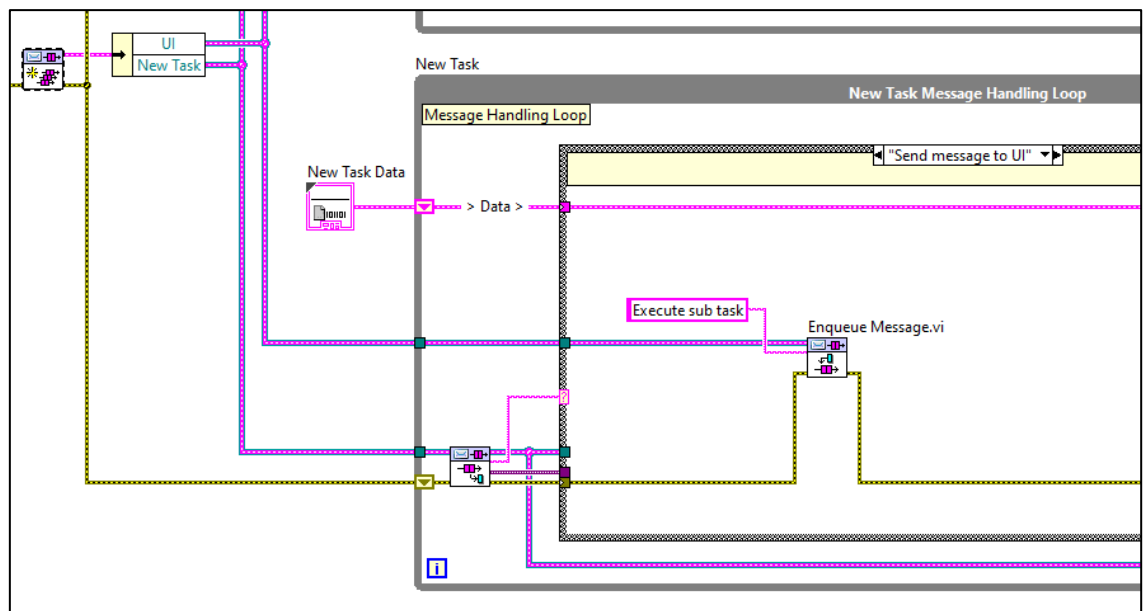 UI
New Task
New Task
New Task Message Handling Loop
Message Handling Loop
"Send message to UI"
New Task Data
> Data >
Execute sub task
Enqueue Message.vi
?
i